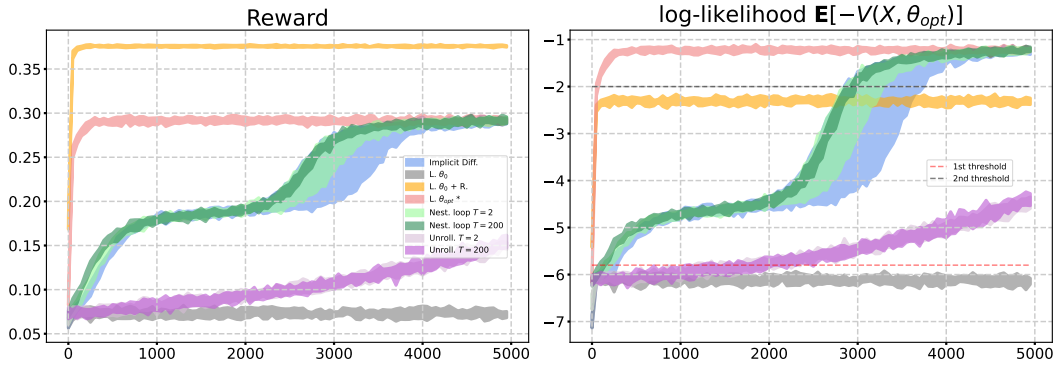 Reward
0.35
0.30
0.25
0.20
0.15
0.10
0.05
0
1000
2000
3000
4000
5000
Implicit Diff.
L. θ₀
L. θ₀ + R.
L. θₒₚₜ *
Nest. loop T = 2
Nest. loop T = 200
Unroll. T = 2
Unroll. T = 200
log-likelihood E[−V(X, θₒₚₜ)]
−1
−2
−3
−4
−5
−6
−7
0
1000
2000
3000
4000
5000
1st threshold
2nd threshold